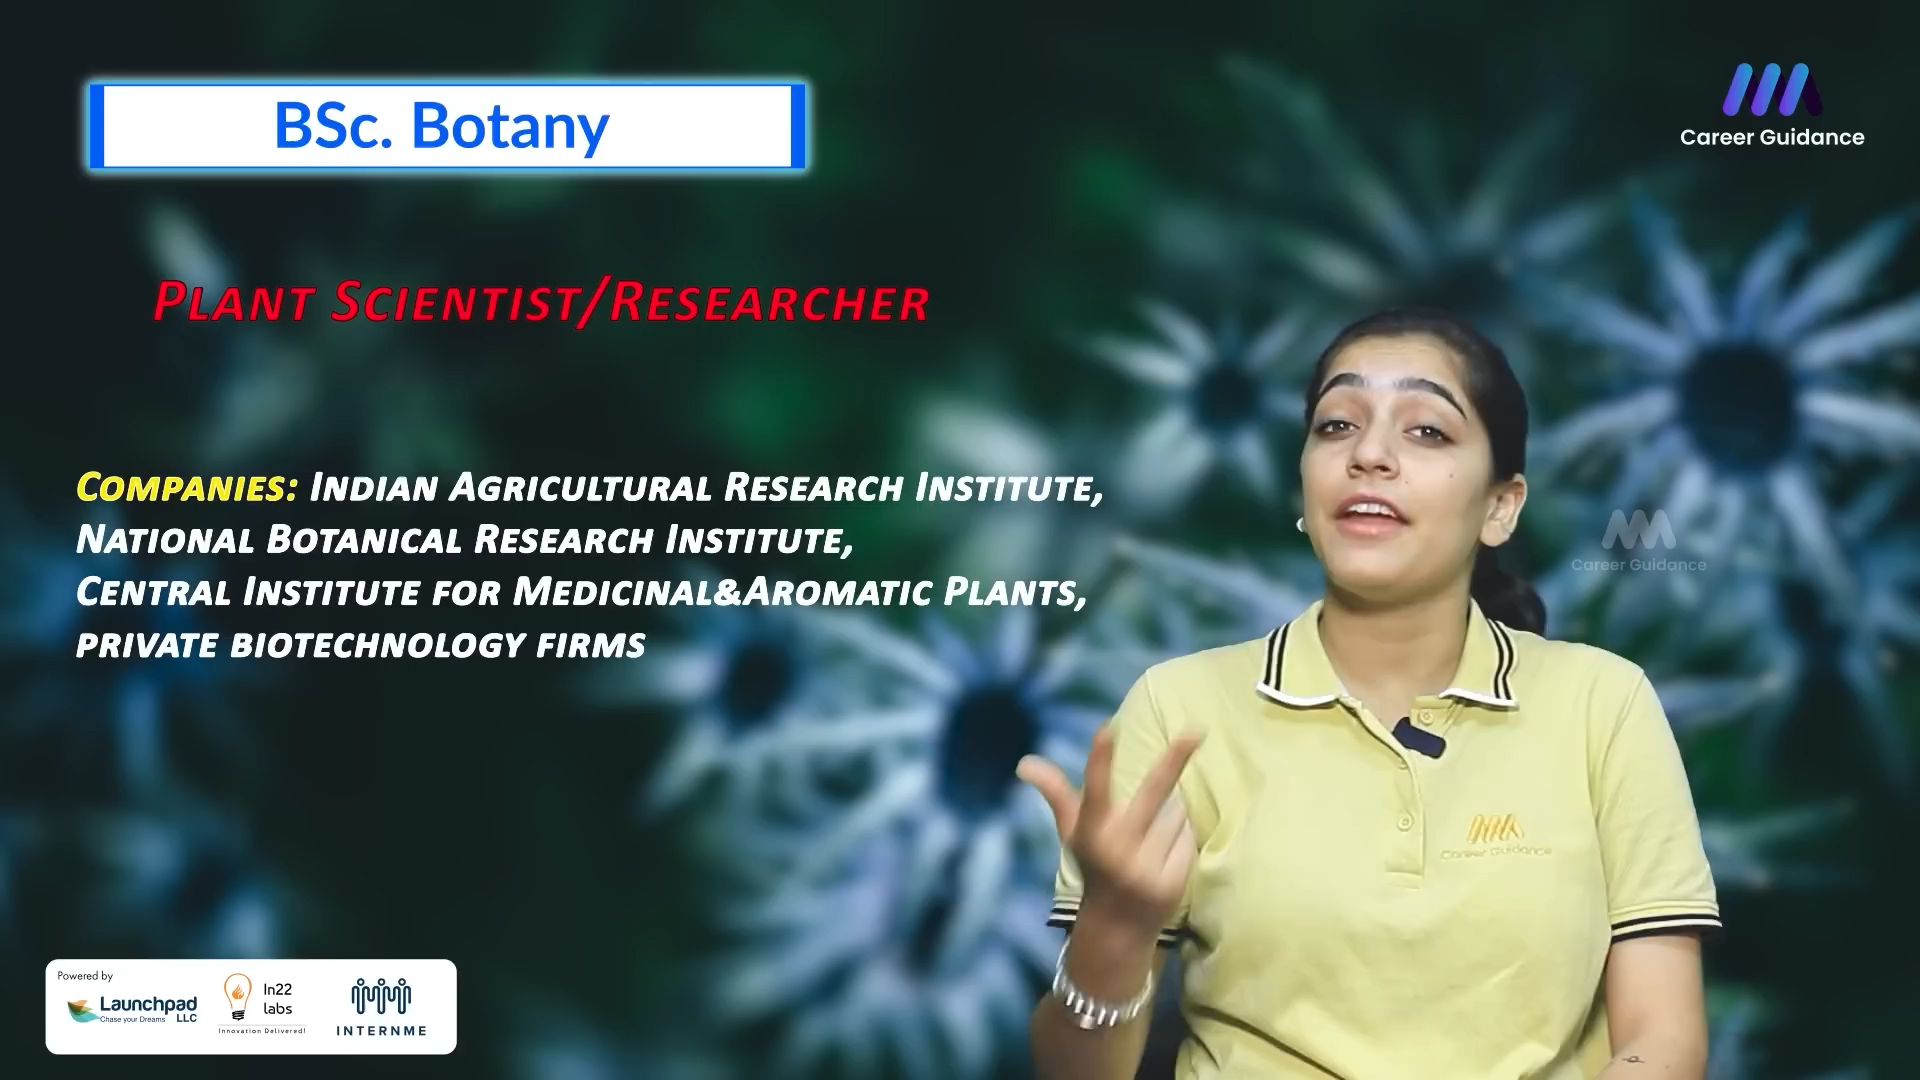 BSc. Botany
Career Guidance
PLANT SCIENTIST/RESEARCHER
COMPANIES: INDIAN AGRICULTURAL RESEARCH INSTITUTE,
NATIONAL BOTANICAL RESEARCH INSTITUTE,
CENTRAL INSTITUTE FOR MEDICINAL&AROMATIC PLANTS,
PRIVATE BIOTECHNOLOGY FIRMS
Career Guidance
Career Guidance
Powered by
Launchpad
Chase your Dreams LLC
In22
labs
Innovation Delivered!
INTERNME